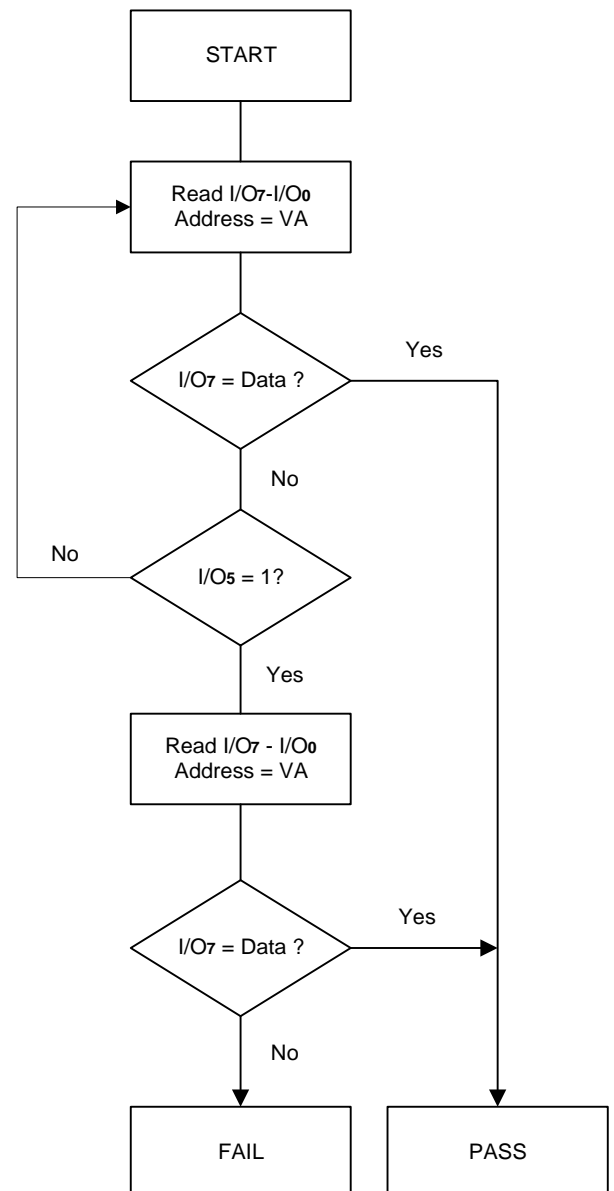 START
Read I/O7-I/O0
Address = VA
I/O7 = Data ?
Yes
No
I/O5 = 1?
No
Yes
Read I/O7 - I/O0
Address = VA
I/O7 = Data ?
Yes
No
FAIL
PASS